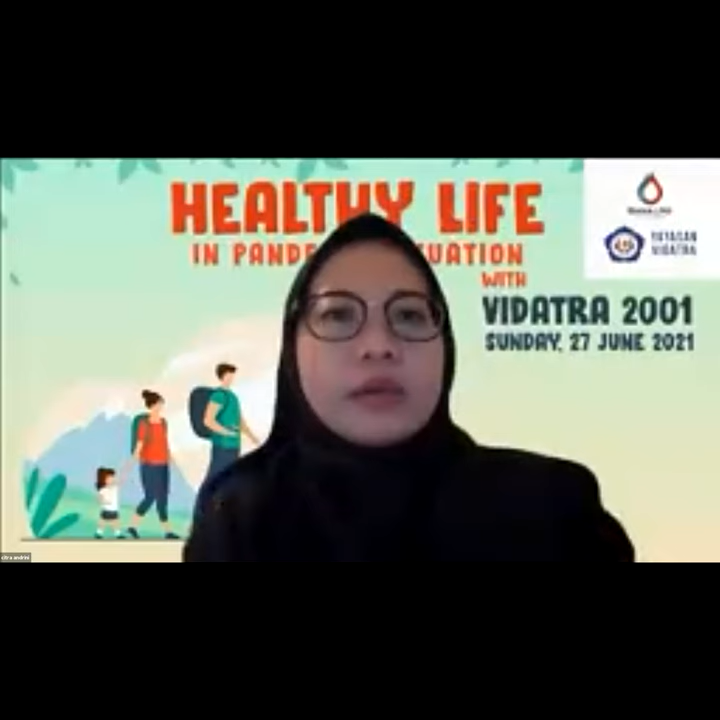 HEALTHY LIFE
IN PANDE UATION
WITH
VIDATRA 2001
SUNDAY, 27 JUNE 2021
YAYASAN
VIDATRA